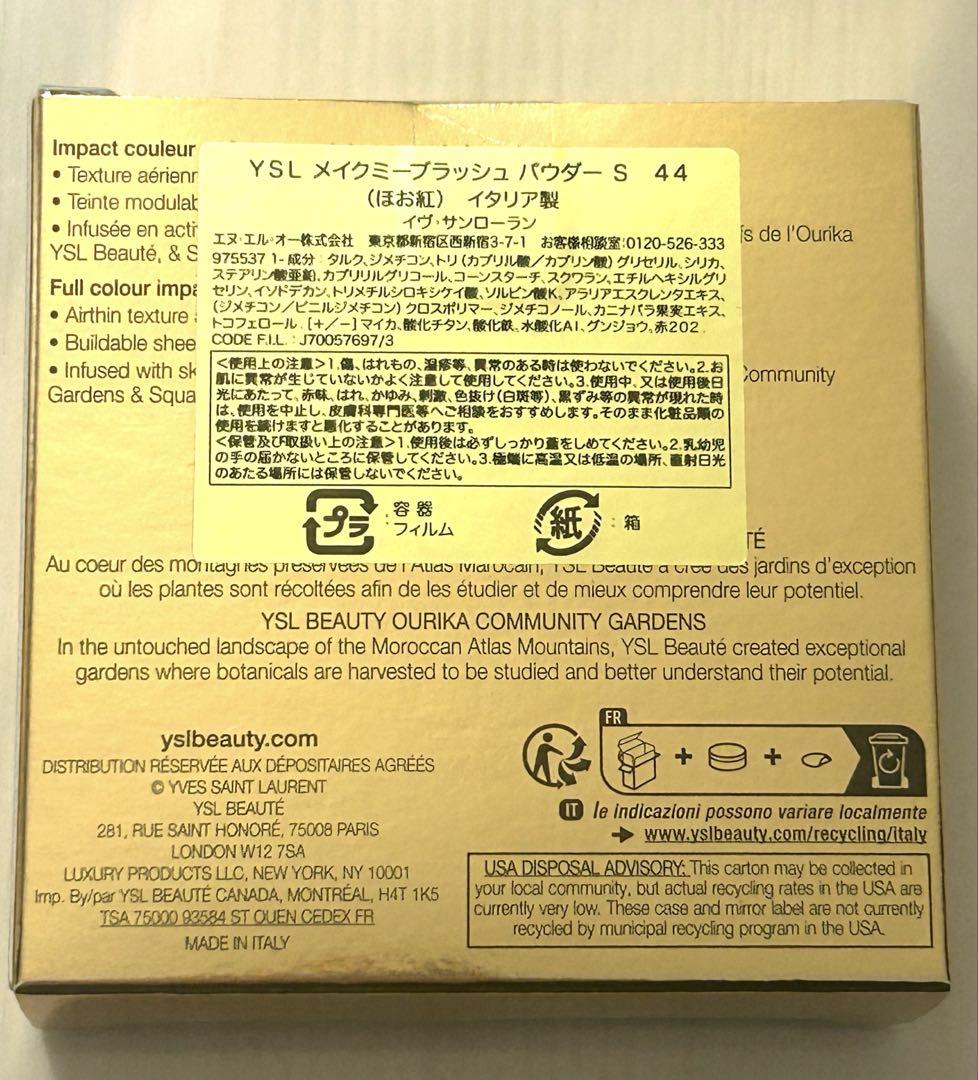 Impact couleur
• Texture aérienn
• Teinte modulab
• Infusée en acti
ïs de l'Ourika
YSL Beauté, & S
Full colour impa
• Airthin texture
• Buildable shee
• Infused with sk
Community
Gardens & Squa
YSL メイクミーブラッシュ パウダー S 44
(ほお紅) イタリア製
イヴ・サンローラン
エヌ・エル・オー株式会社 東京都新宿区西新宿3-7-1 お客様相談室:0120-526-333
975537 1- 成分: タルク、ジメチコン、トリ(カプリル酸/カプリン酸)グリセリル、シリカ、
ステアリン酸亜鉛、カプリリルグリコール、コーンスターチ、スクワラン、エチルヘキシルグリ
セリン、イソドデカン、トリメチルシロキシケイ酸、ソルビン酸K、アラリアエスクレンタエキス、
(ジメチコン/ビニルジメチコン)クロスポリマー、ジメチコノール、カニナバラ果実エキス、
トコフェロール、[+/-]マイカ、酸化チタン、酸化鉄、水酸化Al、グンジョウ、赤202
CODE F.I.L.: J70057697/3
<使用上の注意>1.傷、はれもの、湿疹等、異常のある時は使わないでください。2.お
肌に異常が生じていないかよく注意して使用してください。3.使用中、又は使用後日
光にあたって、赤味、はれ、かゆみ、刺激、色抜け(白斑等)、黒ずみ等の異常が現れた時
は、使用を中止し、皮膚科専門医等へご相談をおすすめします。そのまま化粧品類の
使用を続けますと悪化することがあります。
<保管及び取扱い上の注意>1.使用後は必ずしっかり蓋をしめてください。2.乳幼児
の手の届かないところに保管してください。3.極端に高温又は低温の場所、直射日光
のあたる場所には保管しないでください。
プラ : 容器
フィルム
紙 : 箱
TÉ
Au coeur des montagnes préservées de l'Atlas Marocain, YSL Beauté a créé des jardins d'exception
où les plantes sont récoltées afin de les étudier et de mieux comprendre leur potentiel.
YSL BEAUTY OURIKA COMMUNITY GARDENS
In the untouched landscape of the Moroccan Atlas Mountains, YSL Beauté created exceptional
gardens where botanicals are harvested to be studied and better understand their potential.
yslbeauty.com
DISTRIBUTION RÉSERVÉE AUX DÉPOSITAIRES AGRÉÉS
© YVES SAINT LAURENT
YSL BEAUTÉ
281, RUE SAINT HONORÉ, 75008 PARIS
LONDON W12 7SA
LUXURY PRODUCTS LLC, NEW YORK, NY 10001
Imp. By/par YSL BEAUTÉ CANADA, MONTRÉAL, H4T 1K5
TSA 75000 93584 ST OUEN CEDEX FR
MADE IN ITALY
FR
+ +
IT le indicazioni possono variare localmente
➔ www.yslbeauty.com/recycling/italy
USA DISPOSAL ADVISORY: This carton may be collected in
your local community, but actual recycling rates in the USA are
currently very low. These case and mirror label are not currently
recycled by municipal recycling program in the USA.